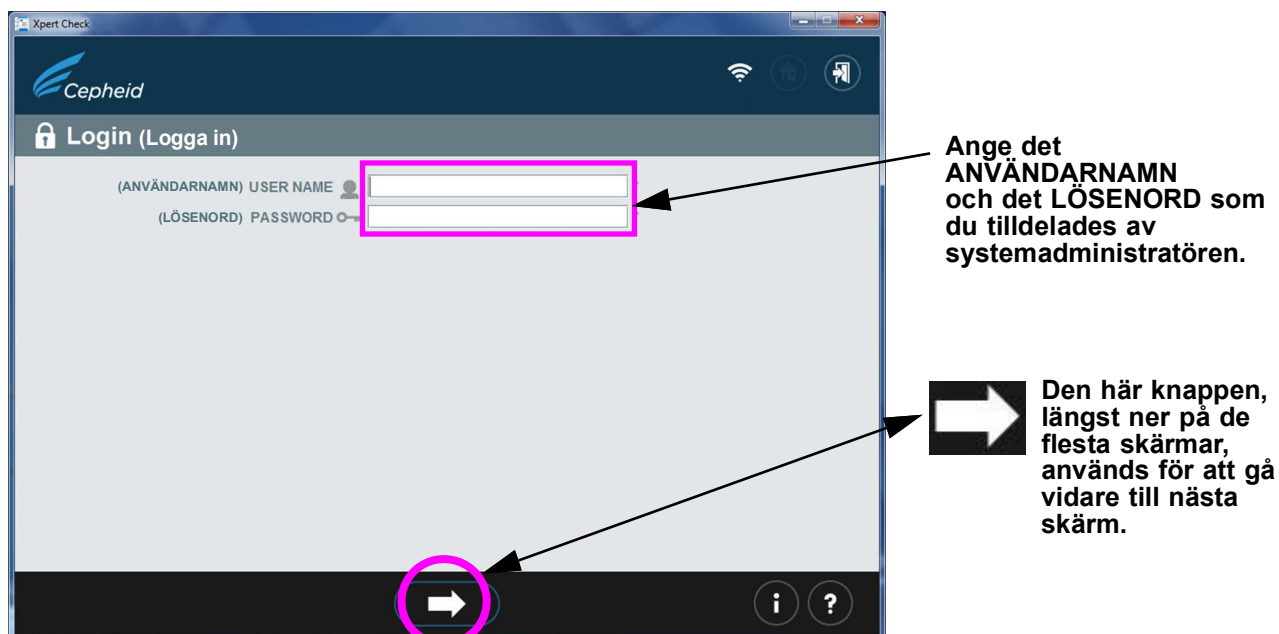 Xpert Check
Cepheid
Login (Logga in)
(ANVÄNDARNAMN) USER NAME
(LÖSENORD) PASSWORD
Ange det
ANVÄNDARNAMN
och det LÖSENORD som
du tilldelades av
systemadministratören.
Den här knappen,
längst ner på de
flesta skärmar,
används för att gå
vidare till nästa
skärm.
i ?